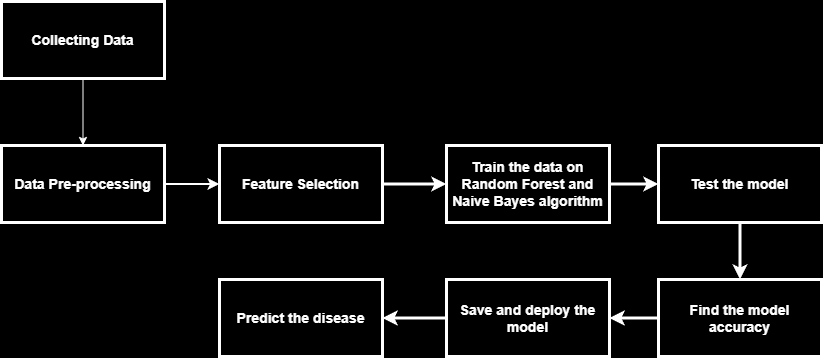 Collecting Data
Data Pre-processing
Feature Selection
Train the data on
Random Forest and
Naive Bayes algorithm
Test the model
Find the model
accuracy
Save and deploy the
model
Predict the disease